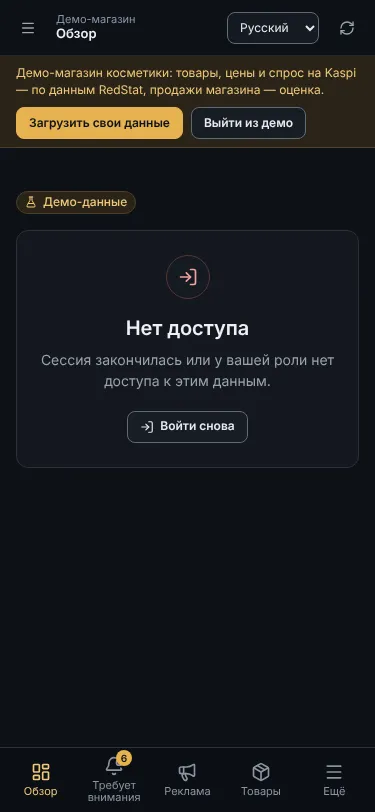 Демо-магазин
Обзор
Русский
Демо-магазин косметики: товары, цены и спрос на Kaspi
— по данным RedStat, продажи магазина — оценка.
Загрузить свои данные
Выйти из демо
Демо-данные
Нет доступа
Сессия закончилась или у вашей роли нет
доступа к этим данным.
Войти снова
6
Обзор
Требует
внимания
Реклама
Товары
Ещё